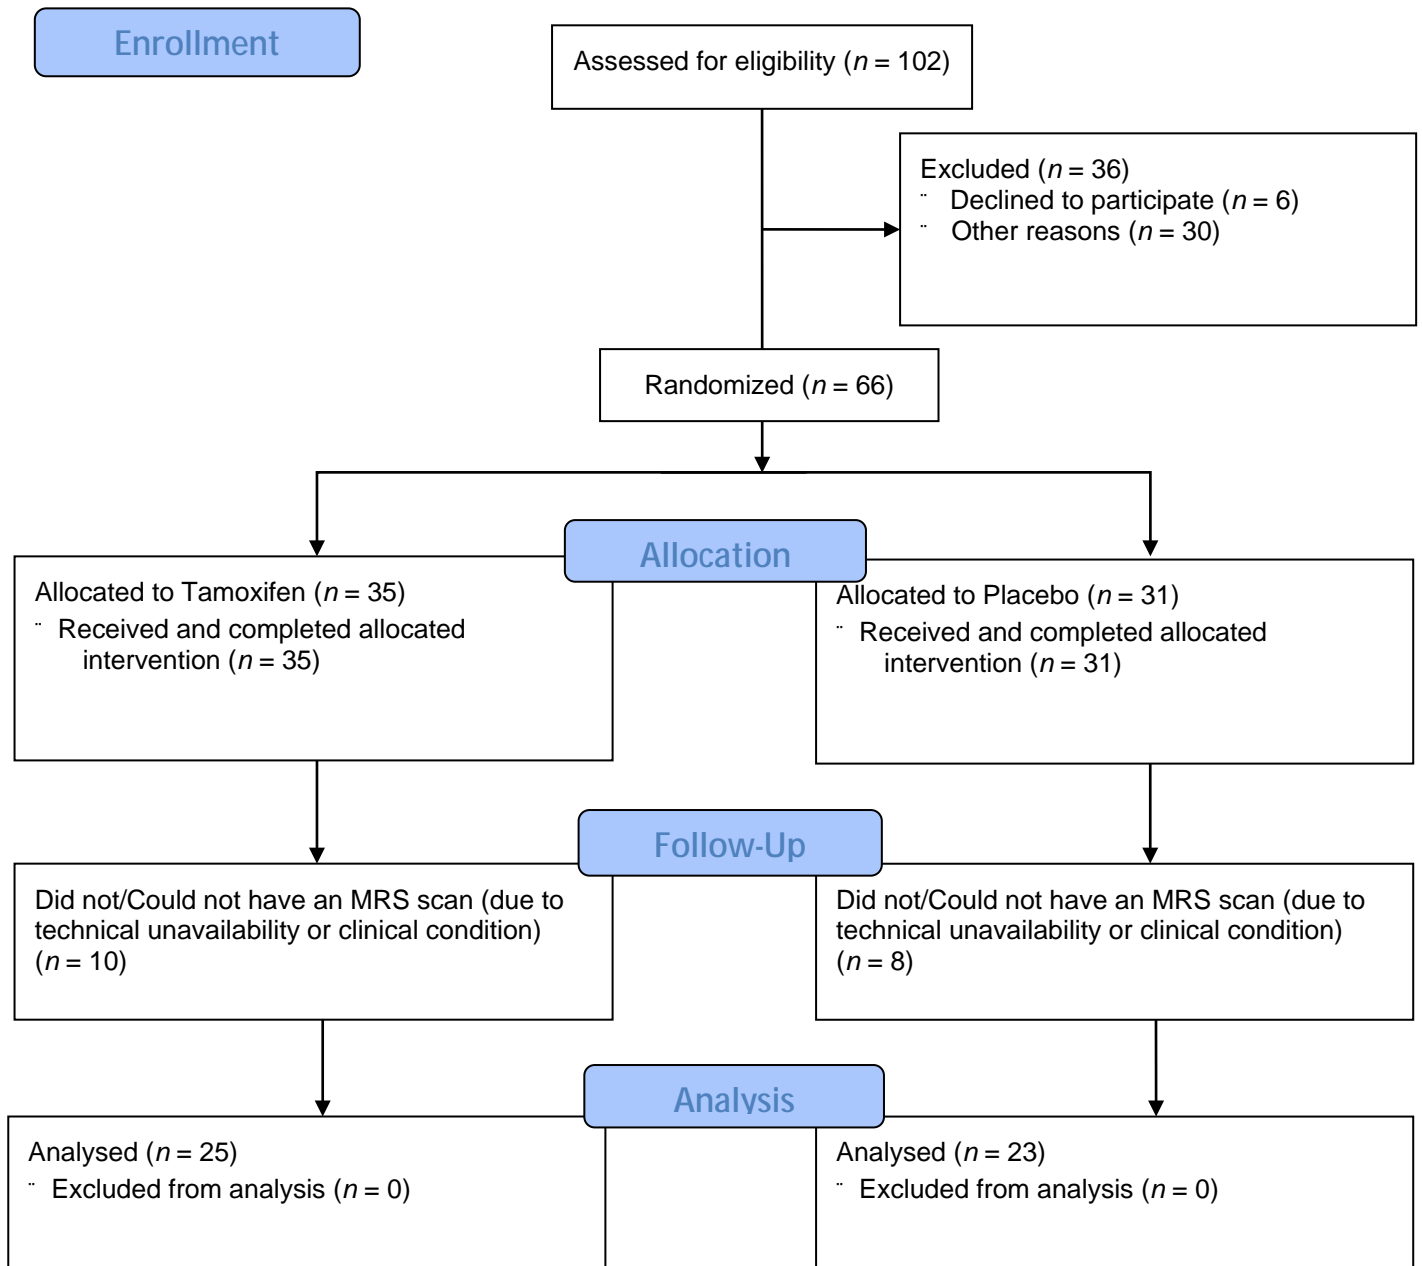 Enrollment
Assessed for eligibility (n = 102)
Excluded (n = 36)
¨ Declined to participate (n = 6)
¨ Other reasons (n = 30)
Randomized (n = 66)
Allocation
Allocated to Tamoxifen (n = 35)
¨ Received and completed allocated
intervention (n = 35)
Allocated to Placebo (n = 31)
¨ Received and completed allocated
intervention (n = 31)
Follow-Up
Did not/Could not have an MRS scan (due to
technical unavailability or clinical condition)
(n = 10)
Did not/Could not have an MRS scan (due to
technical unavailability or clinical condition)
(n = 8)
Analysis
Analysed (n = 25)
¨ Excluded from analysis (n = 0)
Analysed (n = 23)
¨ Excluded from analysis (n = 0)